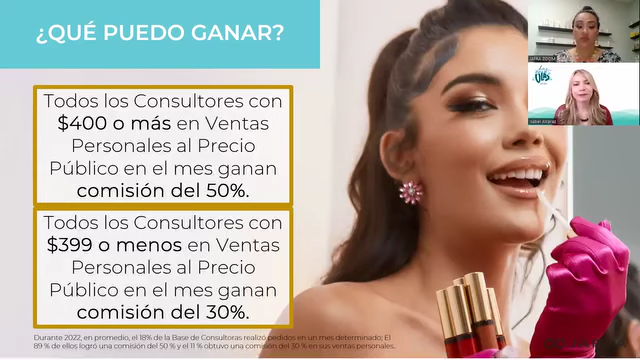 ¿QUÉ PUEDO GANAR?
Todos los Consultores con
$400 o más en Ventas
Personales al Precio
Público en el mes ganan
comisión del 50%.
Todos los Consultores con
$399 o menos en Ventas
Personales al Precio
Público en el mes ganan
comisión del 30%.
Durante 2022, en promedio, el 18% de la Base de Consultoras realizó pedidos en un mes determinado; El
89 % de ellos logró una comisión del 50 % y el 11 % obtuvo una comisión del 30 % en sus ventas personales.